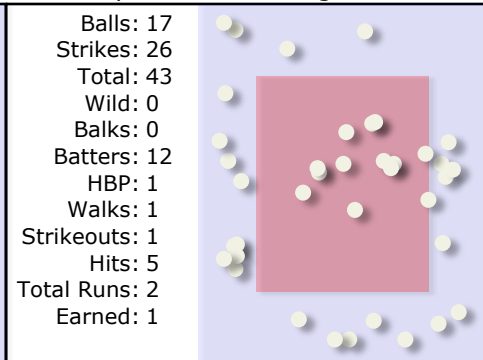 Balls: 17
Strikes: 26
Total: 43
Wild: 0
Balks: 0
Batters: 12
HBP: 1
Walks: 1
Strikeouts: 1
Hits: 5
Total Runs: 2
Earned: 1